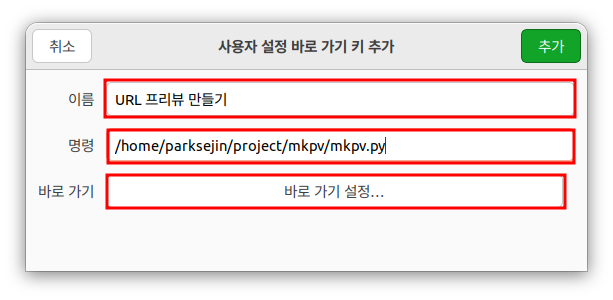 취소 사용자 설정 바로 가기 키 추가 추가
이름 URL 프리뷰 만들기
명령 /home/parksejin/project/mkpv/mkpv.py
바로 가기 바로 가기 설정...